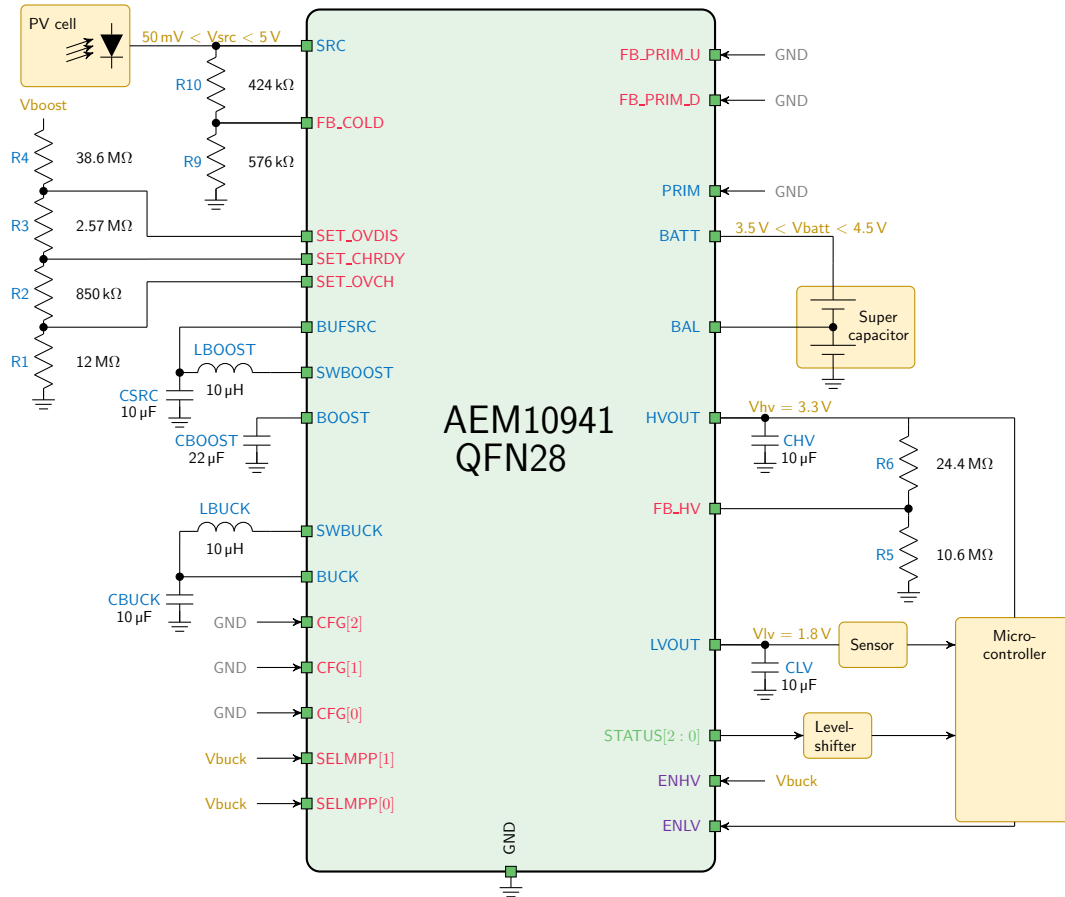 PV cell
50 mV < Vsrc < 5 V
SRC
R10
424 kΩ
FB_COLD
R9
576 kΩ
Vboost
R4
38.6 MΩ
R3
2.57 MΩ
R2
850 kΩ
R1
12 MΩ
SET_OVDIS
SET_CHRDY
SET_OVCH
BUFSRC
LBOOST
10 µH
SWBOOST
CSRC
10 µF
BOOST
CBOOST
22 µF
LBUCK
10 µH
SWBUCK
BUCK
CBUCK
10 µF
GND
CFG[2]
GND
CFG[1]
GND
CFG[0]
Vbuck
SELMPP[1]
Vbuck
SELMPP[0]
AEM10941
QFN28
GND
FB_PRIM_U
GND
FB_PRIM_D
GND
PRIM
GND
BATT
3.5 V < Vbatt < 4.5 V
BAL
Super
capacitor
HVOUT
Vhv = 3.3 V
CHV
10 µF
R6
24.4 MΩ
FB_HV
R5
10.6 MΩ
LVOUT
Vlv = 1.8 V
CLV
10 µF
Sensor
Micro-
controller
STATUS[2 : 0]
Level-
shifter
ENHV
Vbuck
ENLV